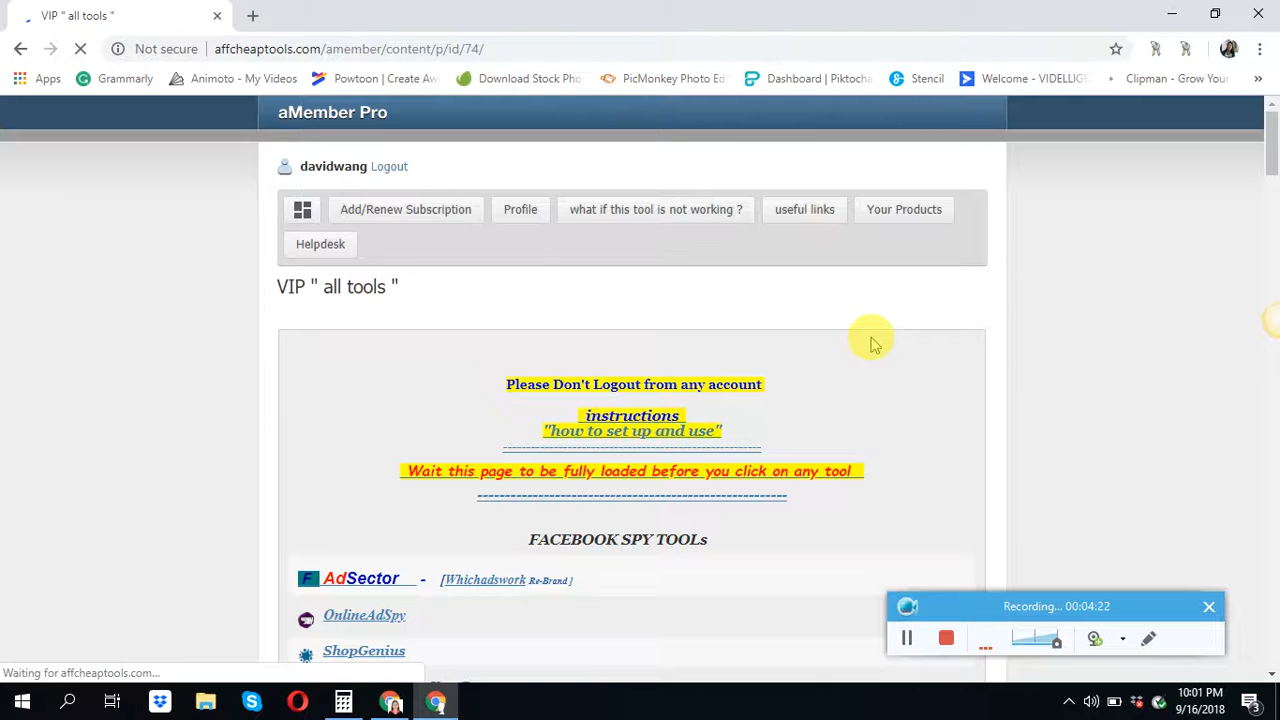 VIP " all tools "
Not secure
affcheaptools.com/amember/content/p/id/74/
Apps
Grammarly
Animoto - My Videos
Powtoon | Create Aw
Download Stock Pho
PicMonkey Photo Edi
Dashboard | Piktocha
Stencil
Welcome - VIDELLIGE
Clipman - Grow Your
aMember Pro
davidwang Logout
Add/Renew Subscription
Profile
what if this tool is not working ?
useful links
Your Products
Helpdesk
VIP " all tools "
Please Don't Logout from any account
instructions
"how to set up and use"
--------------------------------------------------
Wait this page to be fully loaded before you click on any tool
------------------------------------------------------
FACEBOOK SPY TOOLs
F AdSector - [Whichadswork Re-Brand ]
OnlineAdSpy
ShopGenius
Recording... 00:04:22
Waiting for affcheaptools.com...
10:01 PM
9/16/2018
3